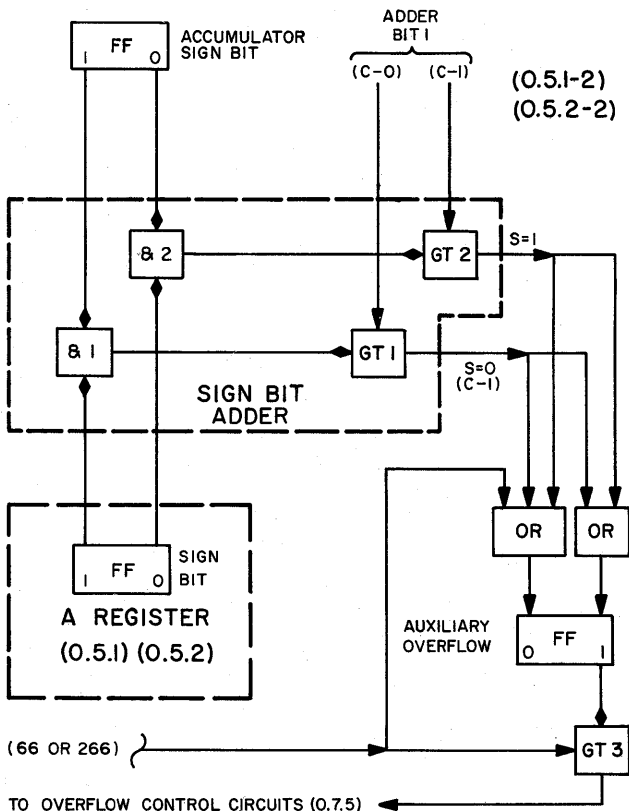 ADDER
BIT 1
1 FF 0
ACCUMULATOR
SIGN BIT
(C-0) (C-1)
(0.5.1-2)
(0.5.2-2)
& 2
GT 2
S=1
& 1
GT 1
S=0
(C-1)
SIGN BIT
ADDER
OR
OR
1 FF 0
SIGN
BIT
A REGISTER
(0.5.1) (0.5.2)
AUXILIARY
OVERFLOW
0 FF 1
(66 OR 266)
GT 3
TO OVERFLOW CONTROL CIRCUITS (0.7.5)